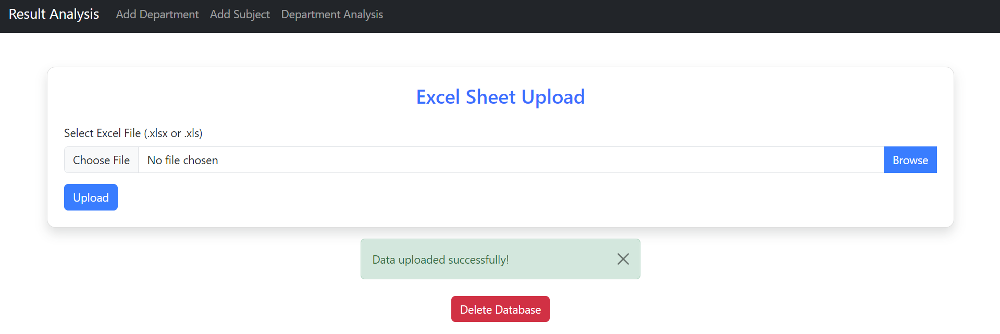 Result Analysis Add Department Add Subject Department Analysis
Excel Sheet Upload
Select Excel File (.xlsx or .xls)
Choose File No file chosen Browse
Upload
Data uploaded successfully!
Delete Database